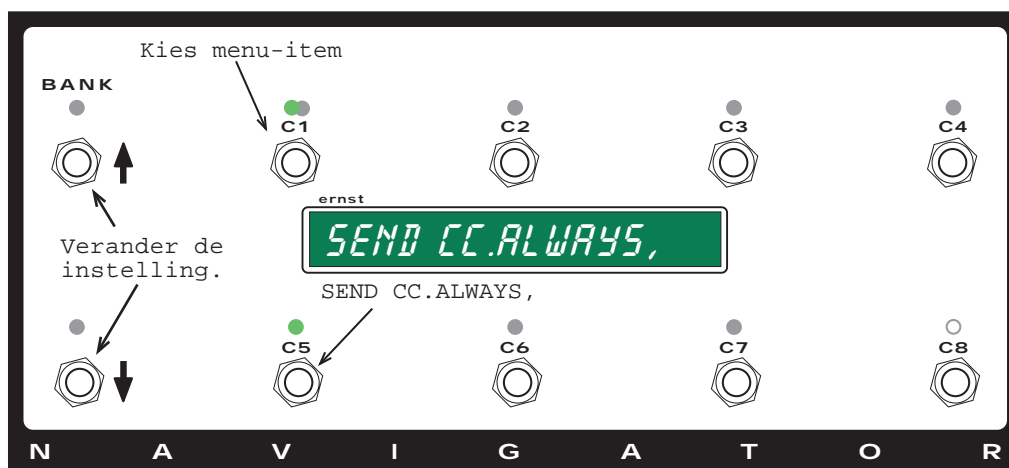 Kies menu-item
BANK
C1 C2 C3 C4
ernst
SEND CC.ALWAYS,
Verander de
instelling.
SEND CC.ALWAYS,
C5 C6 C7 C8
N A V I G A T O R